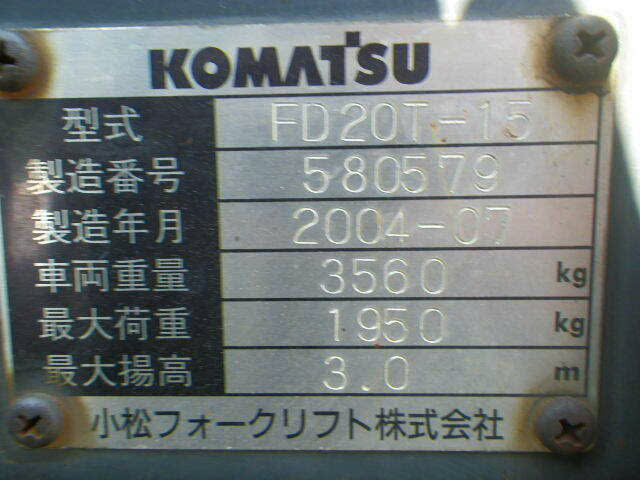 KOMATSU
型式 FD20T-15
製造番号 580579
製造年月 2004-07
車両重量 3560 kg
最大荷重 1950 kg
最大揚高 3.0 m
小松フォークリフト株式会社